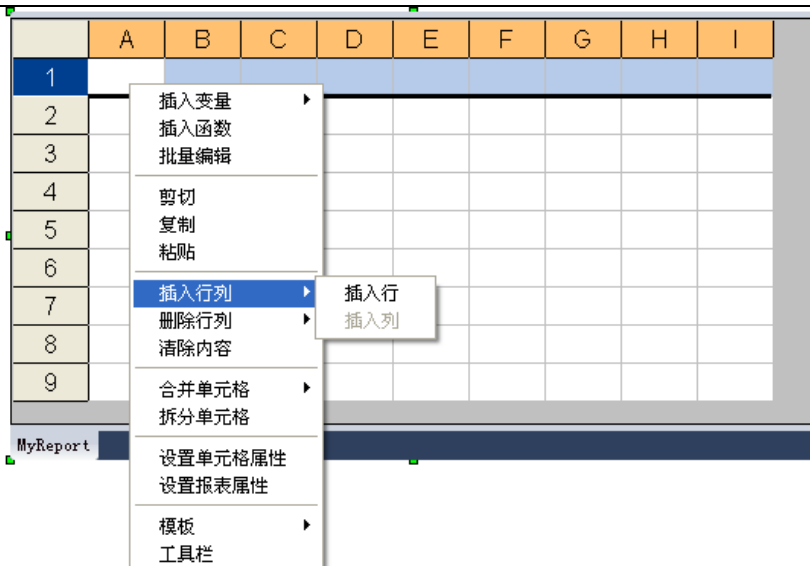 A B C D E F G H I
1
2
3
4
5
6
7
8
9
插入变量
插入函数
批量编辑
剪切
复制
粘贴
插入行列
删除行列
清除内容
合并单元格
拆分单元格
设置单元格属性
设置报表属性
模板
工具栏
插入行
插入列
MyReport